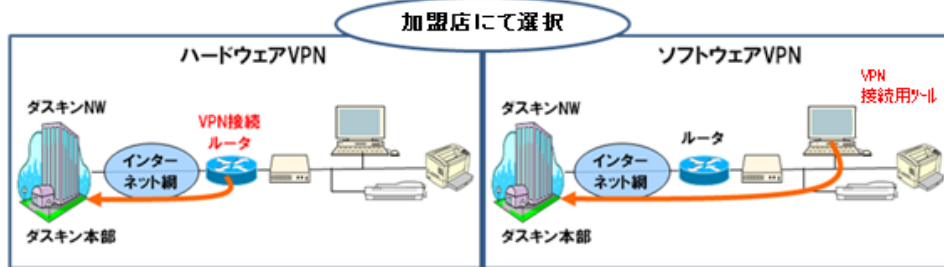 加盟店にて選択
ハードウェアVPN
ダスキンNW
VPN接続
ルータ
インター
ネット網
ダスキン本部
ソフトウェアVPN
VPN
接続用ツール
ダスキンNW
ルータ
インター
ネット網
ダスキン本部